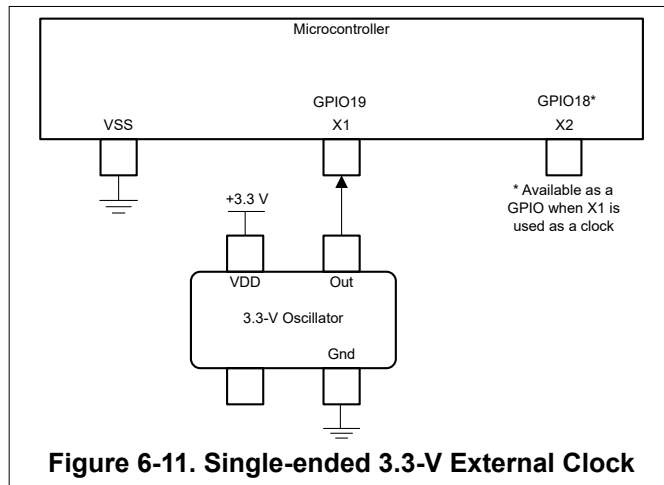 Microcontroller
GPIO19
GPIO18*
VSS
X1
X2
* Available as a
GPIO when X1 is
used as a clock
+3.3 V
VDD
Out
3.3-V Oscillator
Gnd
Figure 6-11. Single-ended 3.3-V External Clock